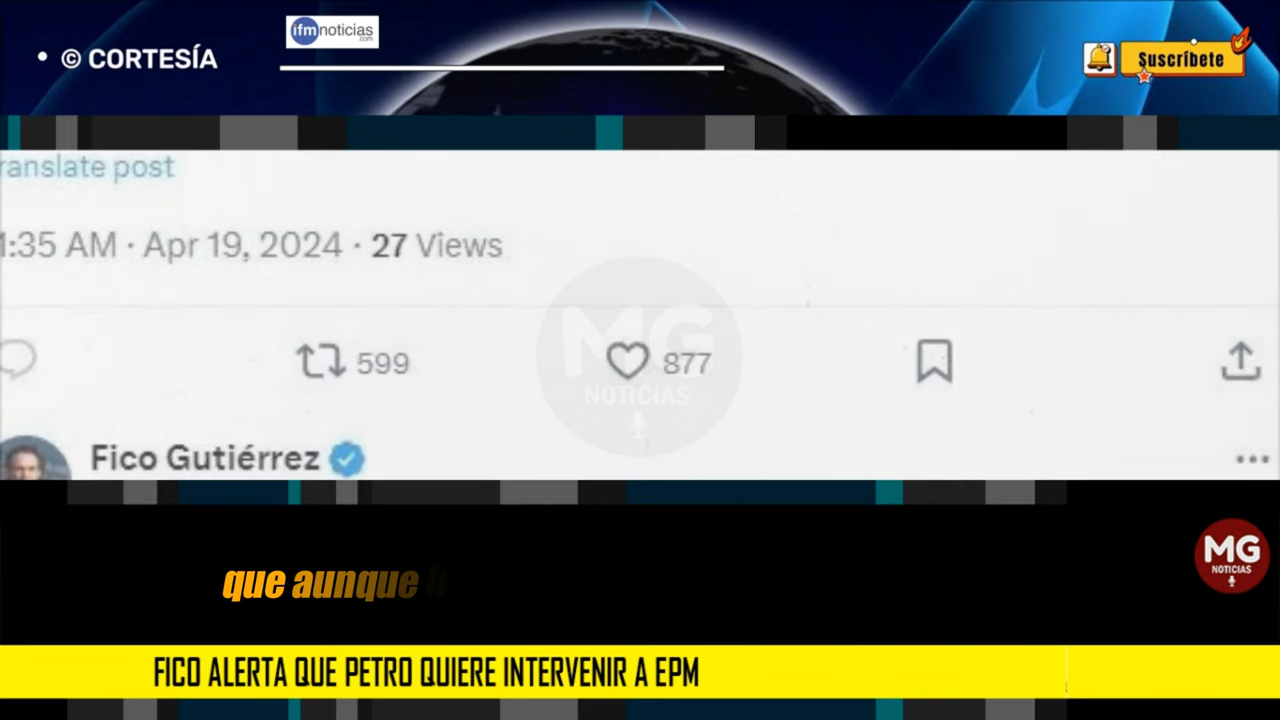 ifmnoticias
.com
• © CORTESÍA
Suscríbete
ranslate post
1:35 AM · Apr 19, 2024 · 27 Views
599
877
MG
NOTICIAS
Fico Gutiérrez
MG
NOTICIAS
que aunque
FICO ALERTA QUE PETRO QUIERE INTERVENIR A EPM